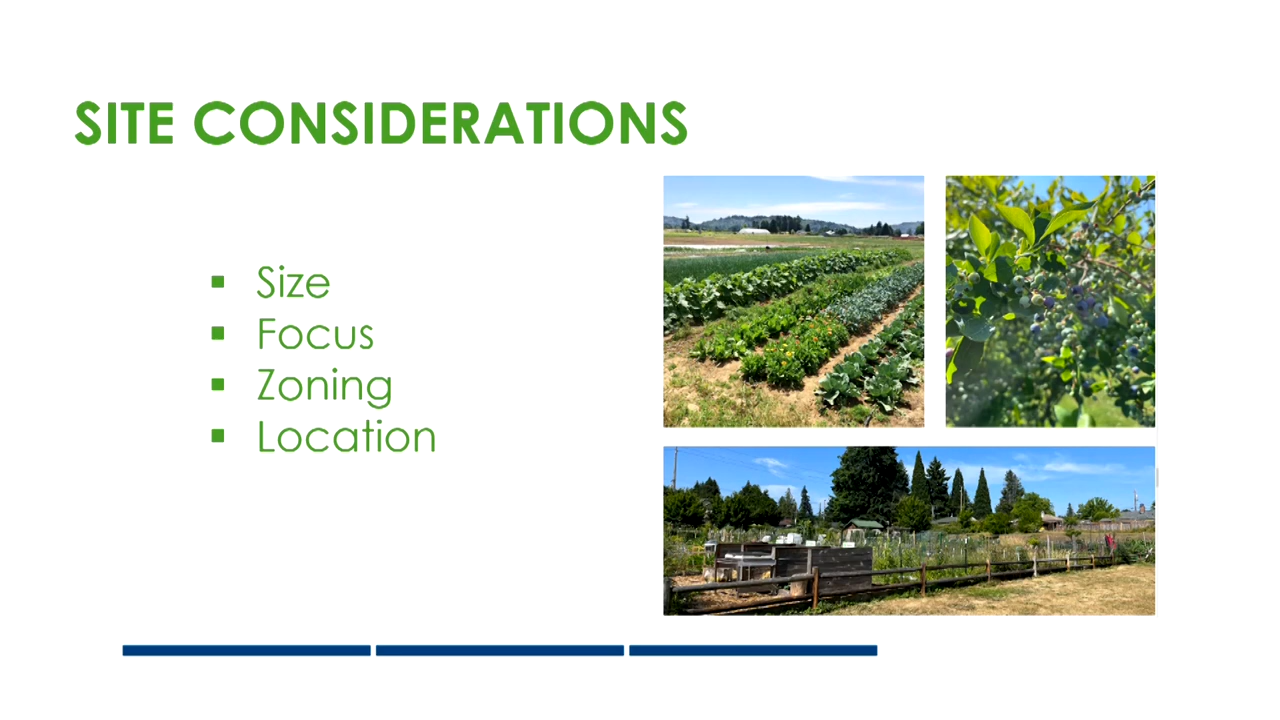 SITE CONSIDERATIONS
▪ Size
▪ Focus
▪ Zoning
▪ Location